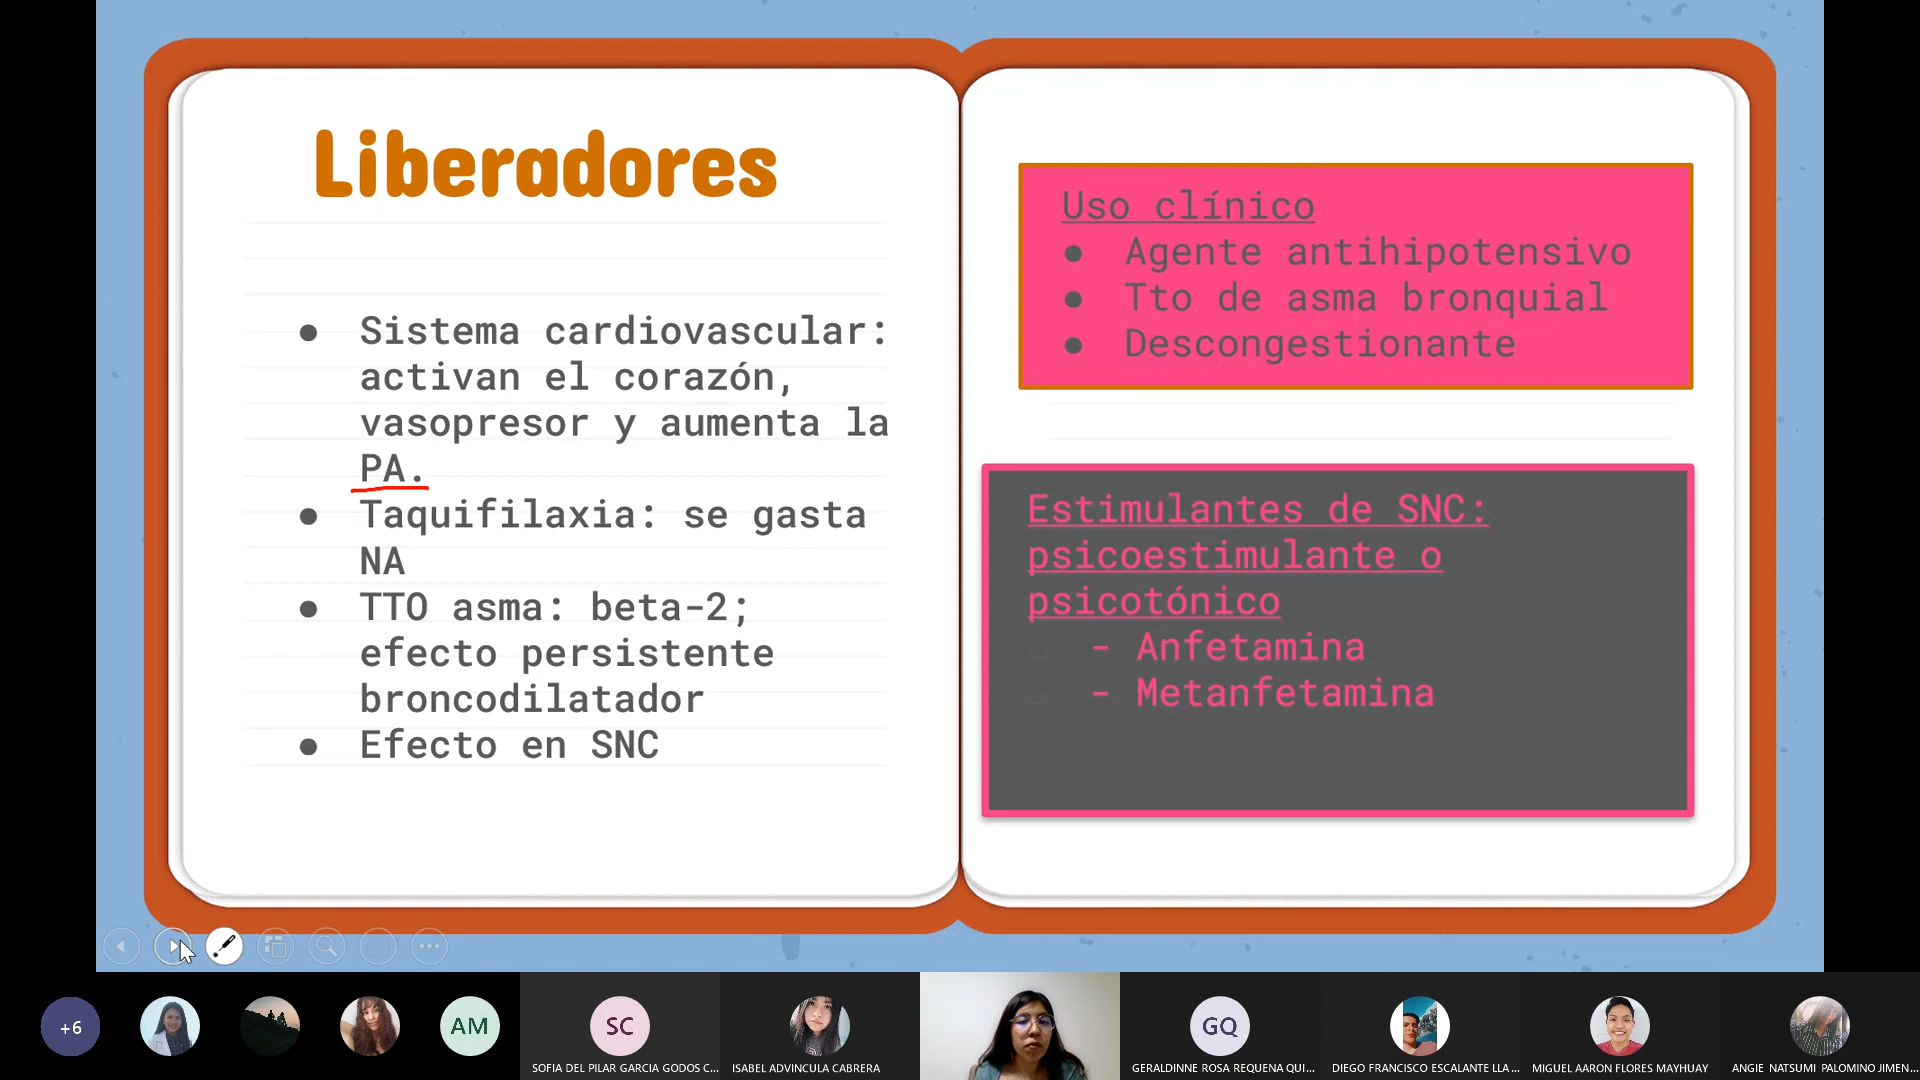 Liberadores
● Sistema cardiovascular:
activan el corazón,
vasopresor y aumenta la
PA.
● Taquifilaxia: se gasta
NA
● TTO asma: beta-2;
efecto persistente
broncodilatador
● Efecto en SNC
Uso clínico
● Agente antihipotensivo
● Tto de asma bronquial
● Descongestionante
Estimulantes de SNC:
psicoestimulante o
psicotónico
- Anfetamina
- Metanfetamina
+6
AM
SC
SOFIA DEL PILAR GARCIA GODOS C...
ISABEL ADVINCULA CABRERA
GQ
GERALDINNE ROSA REQUENA QUI...
DIEGO FRANCISCO ESCALANTE LLA...
MIGUEL AARON FLORES MAYHUAY
ANGIE NATSUMI PALOMINO JIMEN...